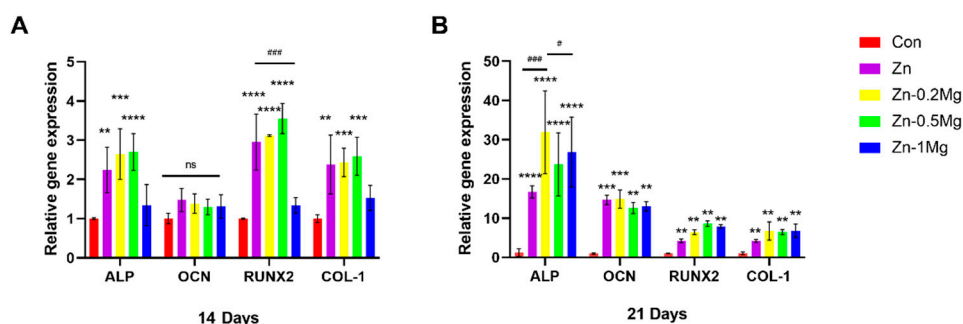 A
Relative gene expression
5
4
3
2
1
0
**
***
****
ns
****
****
****
###
**
***
***
ALP
OCN
RUNX2
COL-1
14 Days
B
Relative gene expression
50
40
30
20
10
0
###
#
****
****
****
****
***
***
**
**
**
**
**
**
**
**
**
**
ALP
OCN
RUNX2
COL-1
21 Days
Con
Zn
Zn-0.2Mg
Zn-0.5Mg
Zn-1Mg